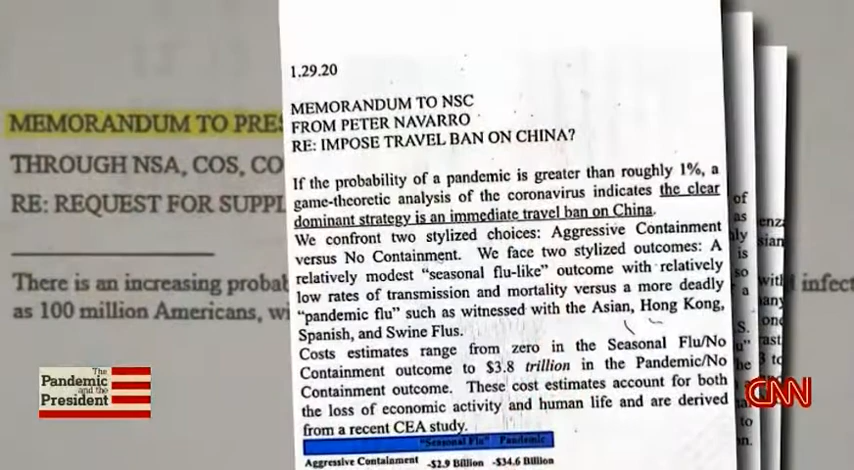 1.29.20
MEMORANDUM TO NSC
FROM PETER NAVARRO
RE: IMPOSE TRAVEL BAN ON CHINA?
If the probability of a pandemic is greater than roughly 1%, a
game-theoretic analysis of the coronavirus indicates the clear
dominant strategy is an immediate travel ban on China.
We confront two stylized choices: Aggressive Containment
versus No Containment. We face two stylized outcomes: A
relatively modest “seasonal flu-like” outcome with relatively
low rates of transmission and mortality versus a more deadly
“pandemic flu” such as witnessed with the Asian, Hong Kong,
Spanish, and Swine Flus.
Costs estimates range from zero in the Seasonal Flu/No
Containment outcome to $3.8 trillion in the Pandemic/No
Containment outcome. These cost estimates account for both
the loss of economic activity and human life and are derived
from a recent CEA study.
"Seasonal Flu" Pandemic
Aggressive Containment -$2.9 Billion -$34.6 Billion
MEMORANDUM TO
THROUGH NSA, COS,
RE: REQUEST FOR
There is an increasing
as 100 million Americans,
The
Pandemic
and the
President
CNN